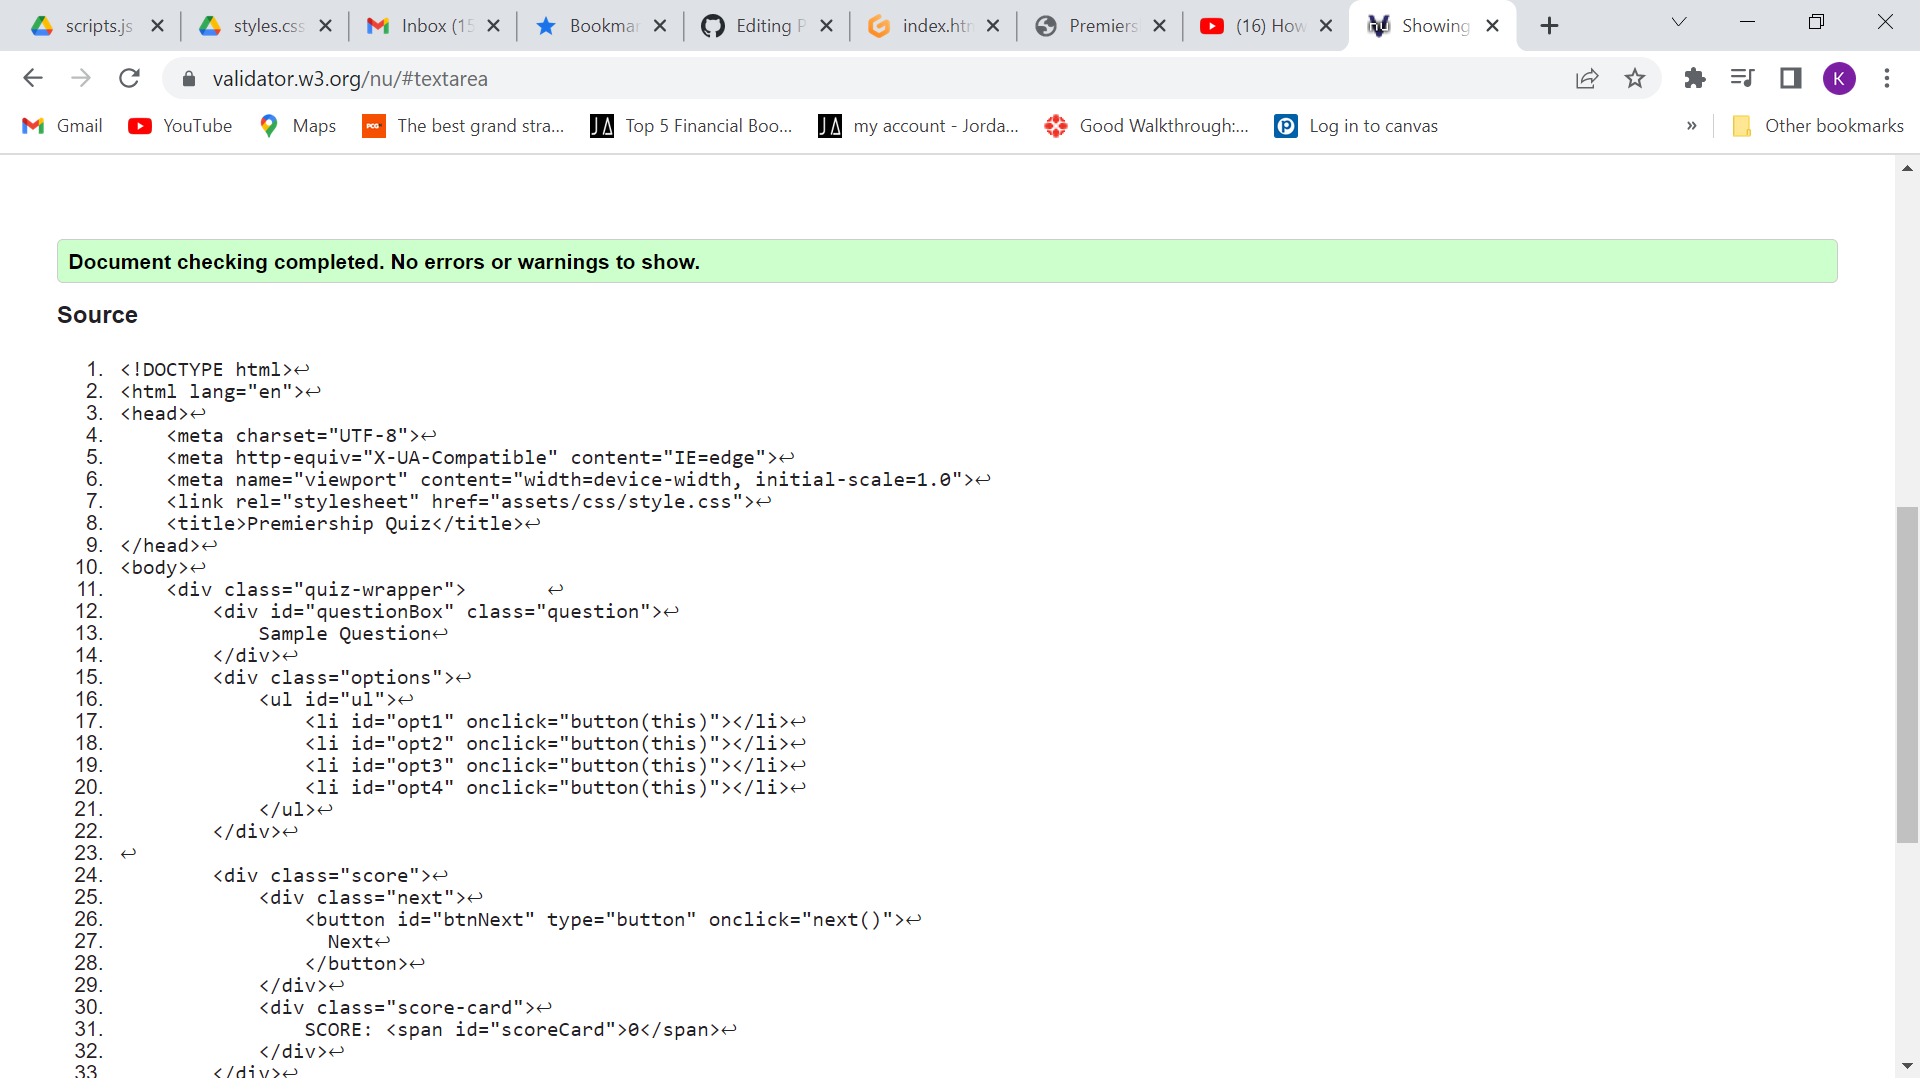 scripts.js styles.css Inbox (15 Bookmar Editing P index.htm Premiers (16) How Showing
validator.w3.org/nu/#textarea K
Gmail YouTube Maps PCG The best grand stra... JA Top 5 Financial Boo... JA my account - Jorda... Good Walkthrough:... Log in to canvas » Other bookmarks
Document checking completed. No errors or warnings to show.
Source
1. <!DOCTYPE html>↩
2. <html lang="en">↩
3. <head>↩
4. <meta charset="UTF-8">↩
5. <meta http-equiv="X-UA-Compatible" content="IE=edge">↩
6. <meta name="viewport" content="width=device-width, initial-scale=1.0">↩
7. <link rel="stylesheet" href="assets/css/style.css">↩
8. <title>Premiership Quiz</title>↩
9. </head>↩
10. <body>↩
11. <div class="quiz-wrapper"> ↩
12. <div id="questionBox" class="question">↩
13. Sample Question↩
14. </div>↩
15. <div class="options">↩
16. <ul id="ul">↩
17. <li id="opt1" onclick="button(this)"></li>↩
18. <li id="opt2" onclick="button(this)"></li>↩
19. <li id="opt3" onclick="button(this)"></li>↩
20. <li id="opt4" onclick="button(this)"></li>↩
21. </ul>↩
22. </div>↩
23. ↩
24. <div class="score">↩
25. <div class="next">↩
26. <button id="btnNext" type="button" onclick="next()">↩
27. Next↩
28. </button>↩
29. </div>↩
30. <div class="score-card">↩
31. SCORE: <span id="scoreCard">0</span>↩
32. </div>↩
33. </div>↩